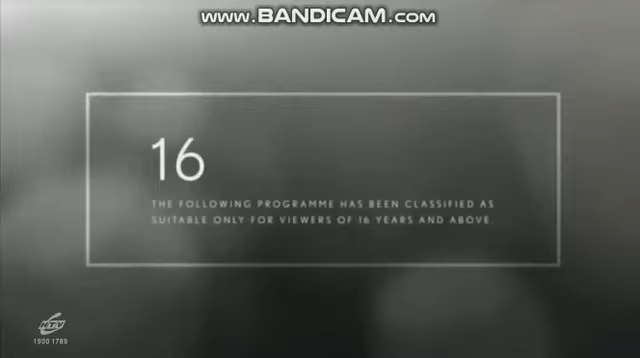 www.BANDICAM.com
16
THE FOLLOWING PROGRAMME HAS BEEN CLASSIFIED AS
SUITABLE ONLY FOR VIEWERS OF 16 YEARS AND ABOVE.
HTV
1900 1789